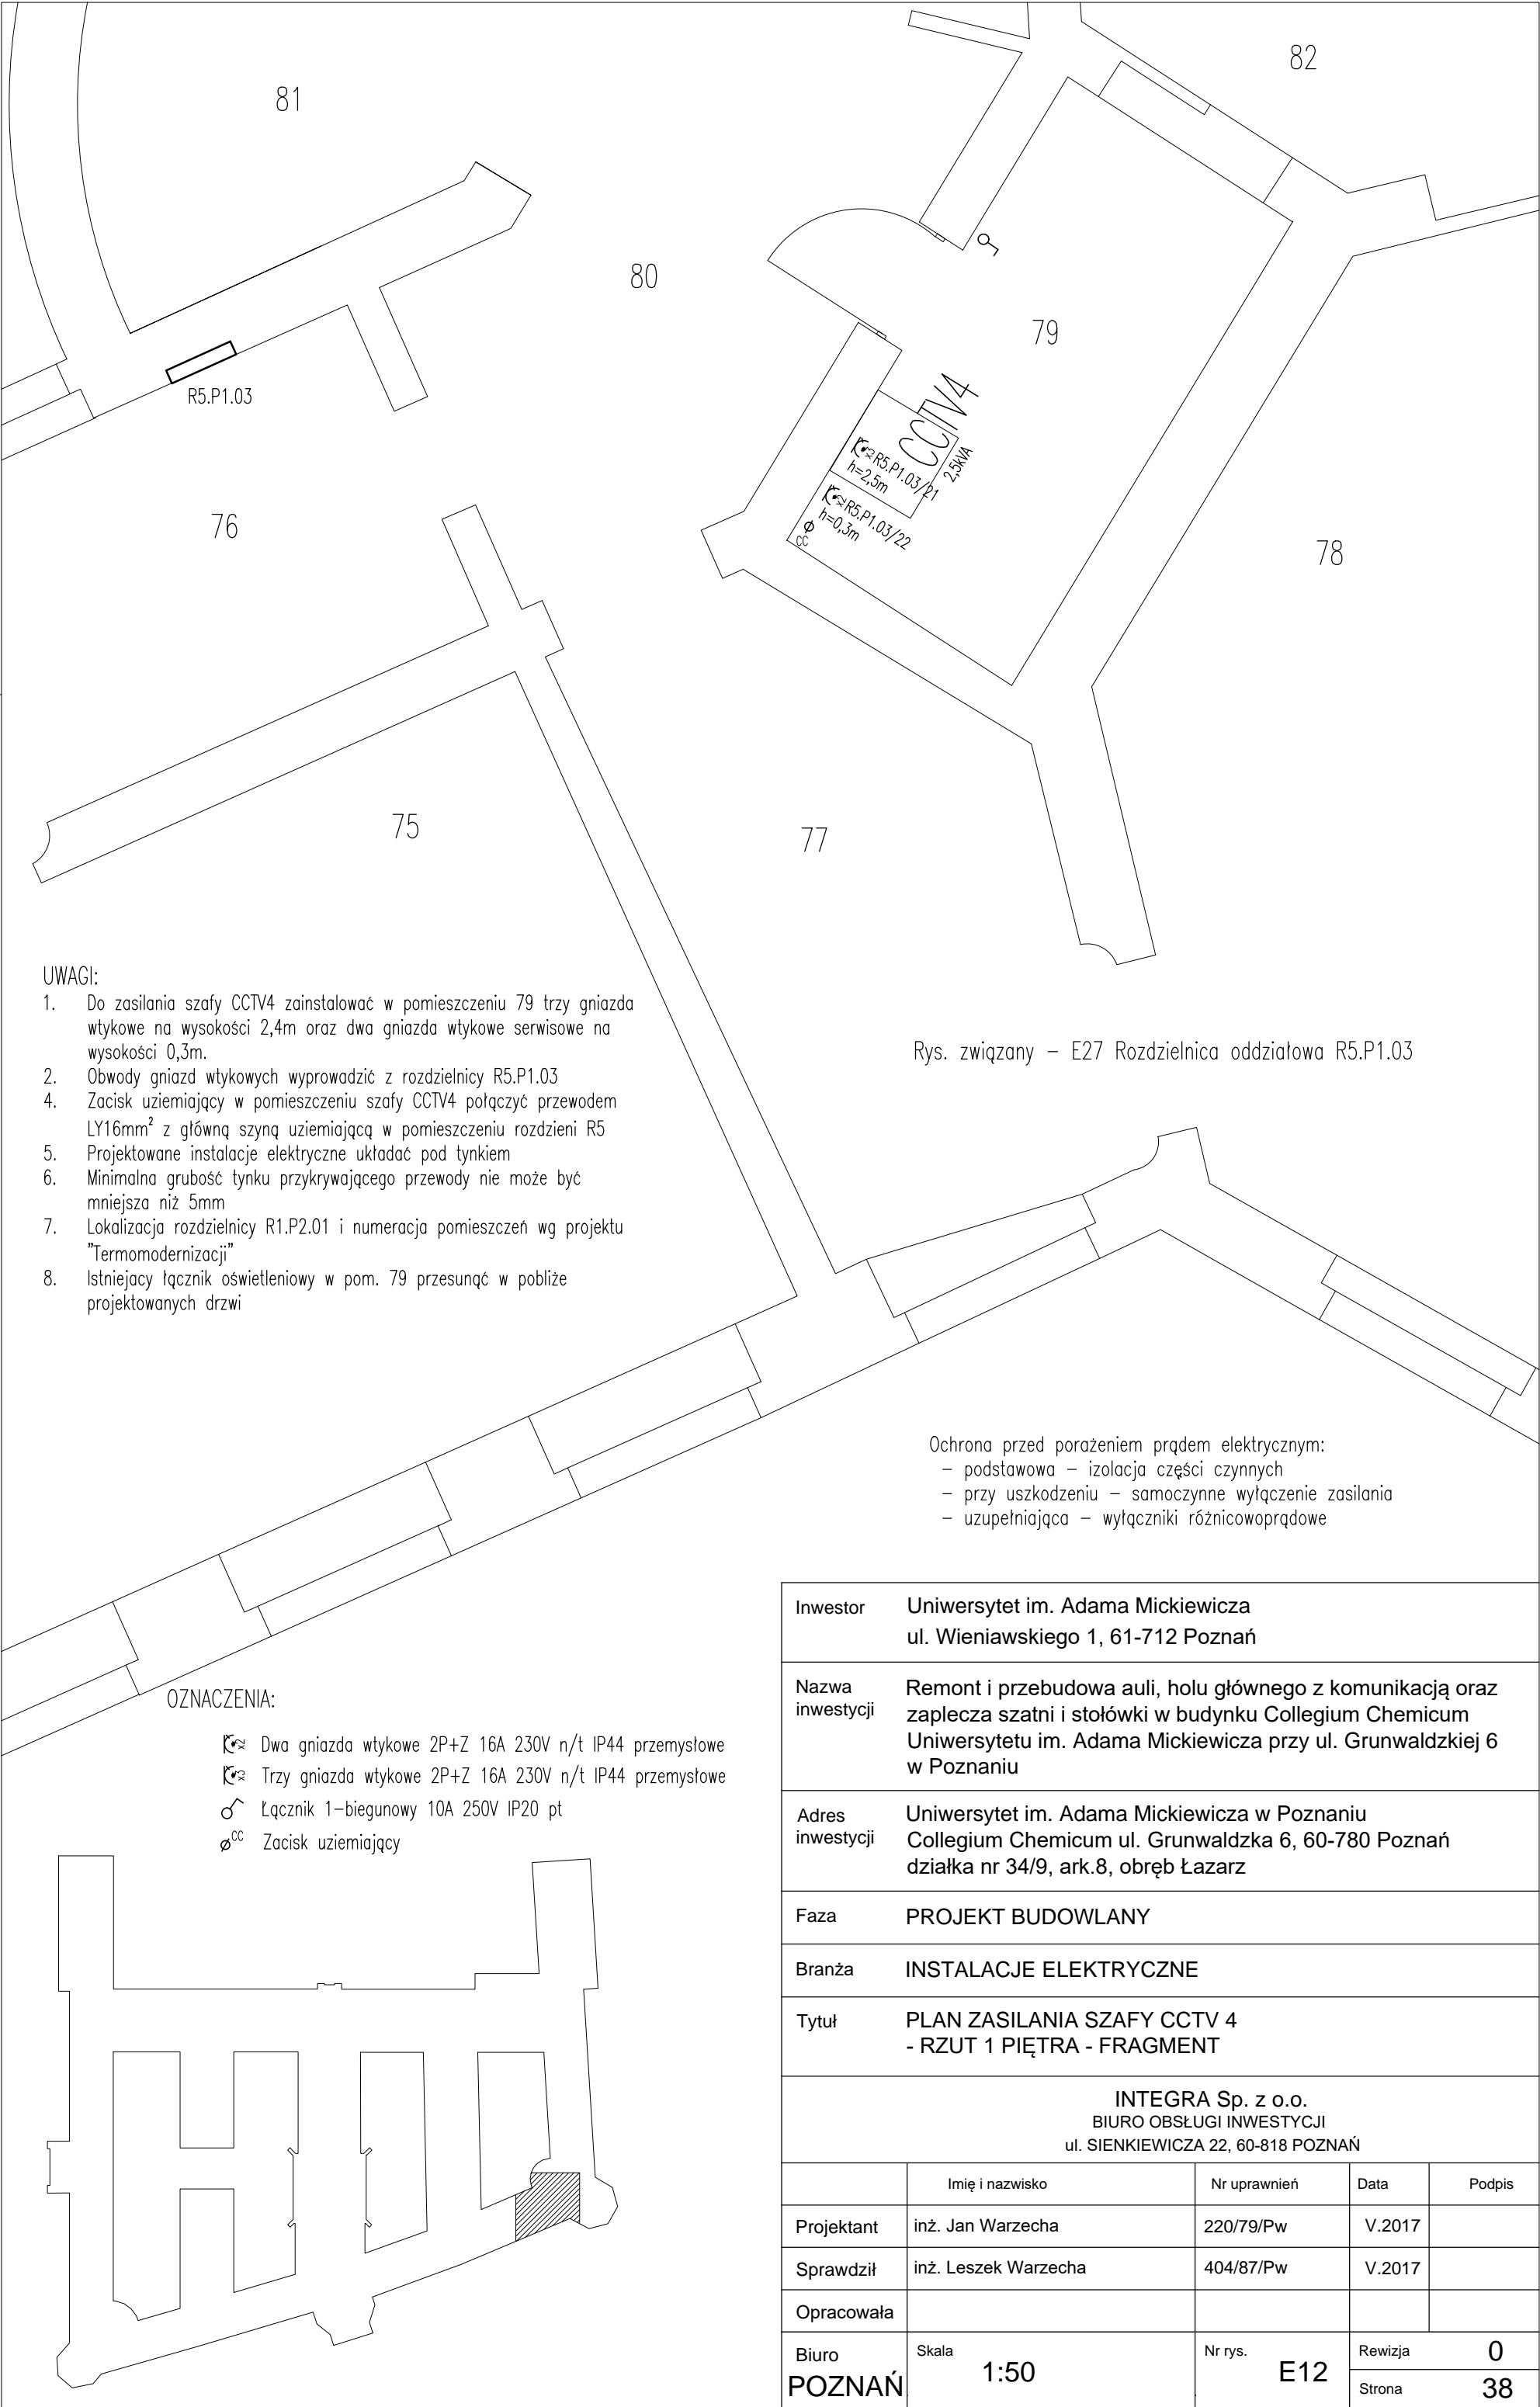 81
82
80
79
R5.P1.03
CCTV4
2,5kVA
x3 R5.P1.03/21
h=2,5m
x2 R5.P1.03/22
h=0,3m
CC
76
78
75
77
UWAGI:
1. Do zasilania szafy CCTV4 zainstalować w pomieszczeniu 79 trzy gniazda
wtykowe na wysokości 2,4m oraz dwa gniazda wtykowe serwisowe na
wysokości 0,3m.
2. Obwody gniazd wtykowych wyprowadzić z rozdzielnicy R5.P1.03
4. Zacisk uziemiający w pomieszczeniu szafy CCTV4 połączyć przewodem
LY16mm² z główną szyną uziemiającą w pomieszczeniu rozdzieni R5
5. Projektowane instalacje elektryczne układać pod tynkiem
6. Minimalna grubość tynku przykrywającego przewody nie może być
mniejsza niż 5mm
7. Lokalizacja rozdzielnicy R1.P2.01 i numeracja pomieszczeń wg projektu
"Termomodernizacji"
8. Istniejacy łącznik oświetleniowy w pom. 79 przesunąć w pobliże
projektowanych drzwi
Rys. związany – E27 Rozdzielnica oddziałowa R5.P1.03
Ochrona przed porażeniem prądem elektrycznym:
– podstawowa – izolacja części czynnych
– przy uszkodzeniu – samoczynne wyłączenie zasilania
– uzupełniająca – wyłączniki różnicowoprądowe
OZNACZENIA:
x2 Dwa gniazda wtykowe 2P+Z 16A 230V n/t IP44 przemysłowe
x3 Trzy gniazda wtykowe 2P+Z 16A 230V n/t IP44 przemysłowe
Łącznik 1–biegunowy 10A 250V IP20 pt
CC Zacisk uziemiający
Inwestor Uniwersytet im. Adama Mickiewicza
ul. Wieniawskiego 1, 61-712 Poznań
Nazwa inwestycji Remont i przebudowa auli, holu głównego z komunikacją oraz
zaplecza szatni i stołówki w budynku Collegium Chemicum
Uniwersytetu im. Adama Mickiewicza przy ul. Grunwaldzkiej 6
w Poznaniu
Adres inwestycji Uniwersytet im. Adama Mickiewicza w Poznaniu
Collegium Chemicum ul. Grunwaldzka 6, 60-780 Poznań
działka nr 34/9, ark.8, obręb Łazarz
Faza PROJEKT BUDOWLANY
Branża INSTALACJE ELEKTRYCZNE
Tytuł PLAN ZASILANIA SZAFY CCTV 4
- RZUT 1 PIĘTRA - FRAGMENT
INTEGRA Sp. z o.o.
BIURO OBSŁUGI INWESTYCJI
ul. SIENKIEWICZA 22, 60-818 POZNAŃ
Imię i nazwisko Nr uprawnień Data Podpis
Projektant inż. Jan Warzecha 220/79/Pw V.2017
Sprawdził inż. Leszek Warzecha 404/87/Pw V.2017
Opracowała
Biuro POZNAŃ Skala 1:50 Nr rys. E12 Rewizja 0
Strona 38